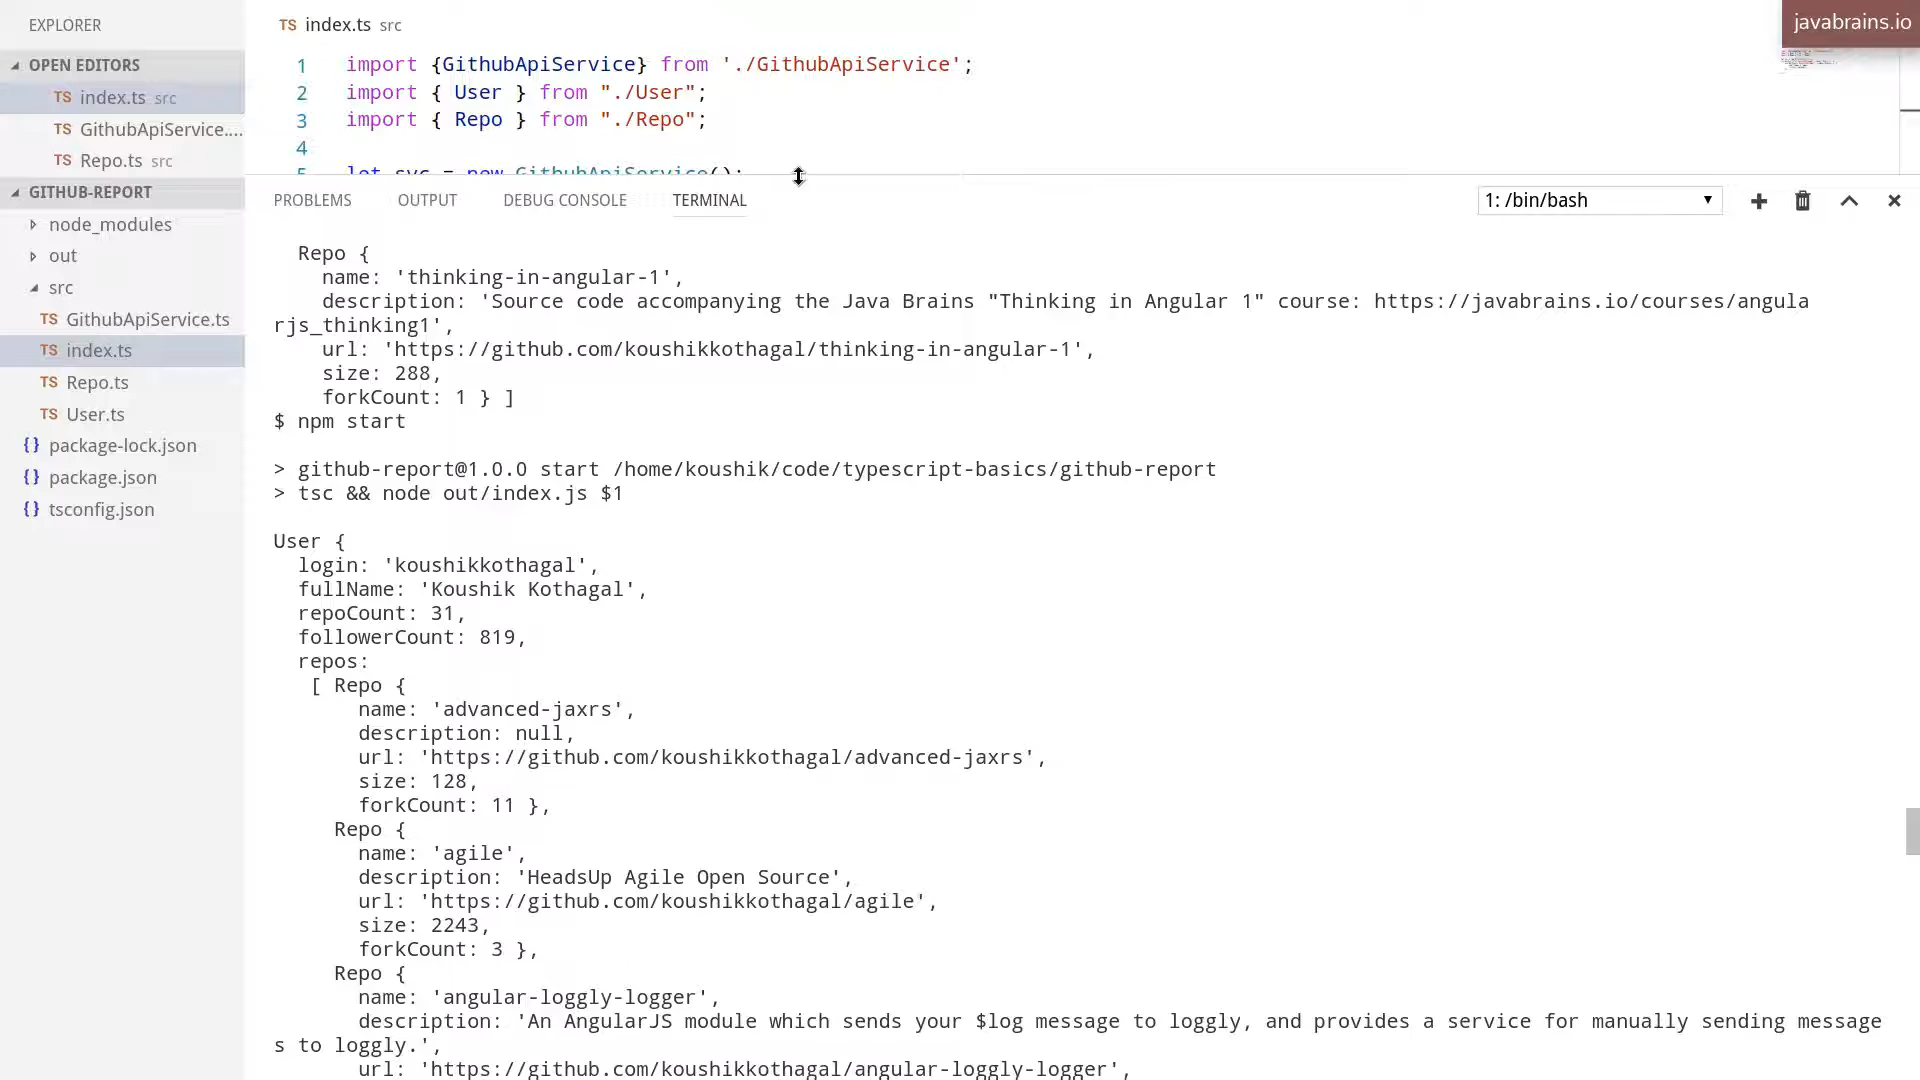 EXPLORER
OPEN EDITORS
TS index.ts src
TS GithubApiService....
TS Repo.ts src
GITHUB-REPORT
node_modules
out
src
TS GithubApiService.ts
TS index.ts
TS Repo.ts
TS User.ts
{} package-lock.json
{} package.json
{} tsconfig.json
TS index.ts src
javabrains.io
1 import {GithubApiService} from './GithubApiService';
2 import { User } from "./User";
3 import { Repo } from "./Repo";
4
5 let svc = new GithubApiService();
PROBLEMS OUTPUT DEBUG CONSOLE TERMINAL 1: /bin/bash
Repo {
name: 'thinking-in-angular-1',
description: 'Source code accompanying the Java Brains "Thinking in Angular 1" course: https://javabrains.io/courses/angula
rjs_thinking1',
url: 'https://github.com/koushikkothagal/thinking-in-angular-1',
size: 288,
forkCount: 1 } ]
$ npm start
> github-report@1.0.0 start /home/koushik/code/typescript-basics/github-report
> tsc && node out/index.js $1
User {
login: 'koushikkothagal',
fullName: 'Koushik Kothagal',
repoCount: 31,
followerCount: 819,
repos:
[ Repo {
name: 'advanced-jaxrs',
description: null,
url: 'https://github.com/koushikkothagal/advanced-jaxrs',
size: 128,
forkCount: 11 },
Repo {
name: 'agile',
description: 'HeadsUp Agile Open Source',
url: 'https://github.com/koushikkothagal/agile',
size: 2243,
forkCount: 3 },
Repo {
name: 'angular-loggly-logger',
description: 'An AngularJS module which sends your $log message to loggly, and provides a service for manually sending message
s to loggly.',
url: 'https://github.com/koushikkothagal/angular-loggly-logger',